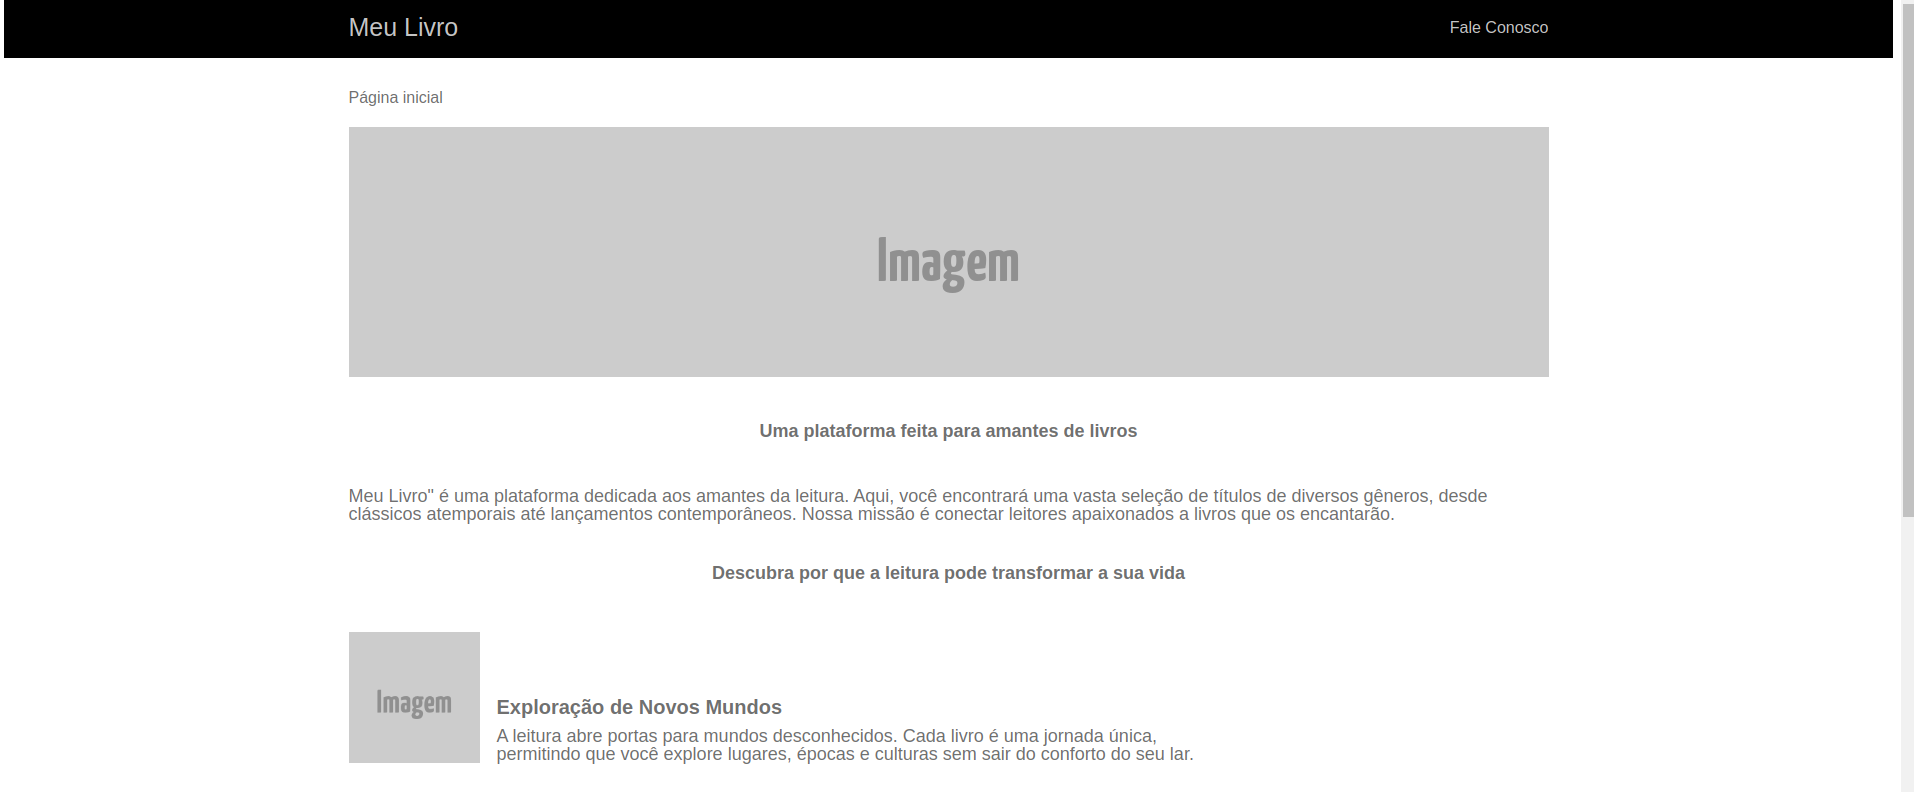 Meu Livro
Fale Conosco
Página inicial
Imagem
Uma plataforma feita para amantes de livros
Meu Livro" é uma plataforma dedicada aos amantes da leitura. Aqui, você encontrará uma vasta seleção de títulos de diversos gêneros, desde
clássicos atemporais até lançamentos contemporâneos. Nossa missão é conectar leitores apaixonados a livros que os encantarão.
Descubra por que a leitura pode transformar a sua vida
Imagem
Exploração de Novos Mundos
A leitura abre portas para mundos desconhecidos. Cada livro é uma jornada única,
permitindo que você explore lugares, épocas e culturas sem sair do conforto do seu lar.